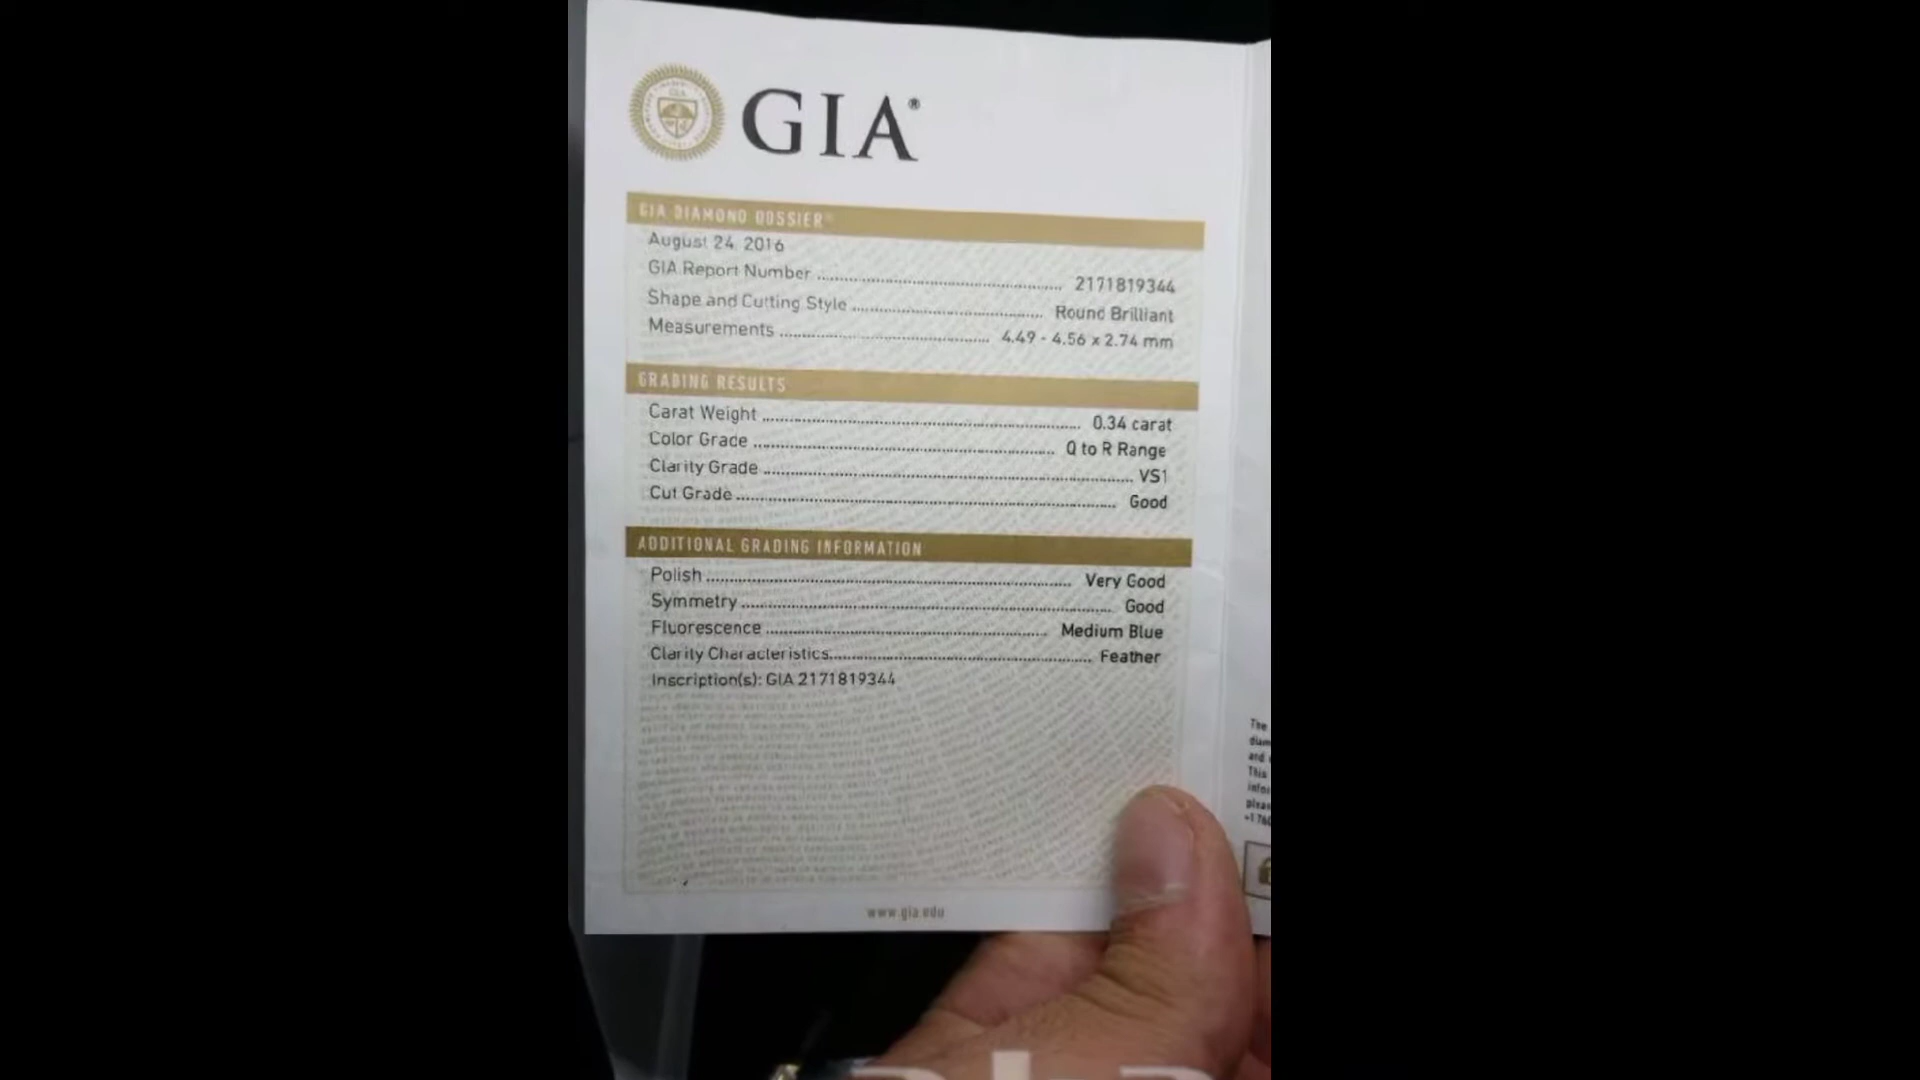 GIA®
GIA DIAMOND DOSSIER®
August 24, 2016
GIA Report Number 2171819344
Shape and Cutting Style Round Brilliant
Measurements 4.49 - 4.56 x 2.74 mm
GRADING RESULTS
Carat Weight 0.34 carat
Color Grade Q to R Range
Clarity Grade VS1
Cut Grade Good
ADDITIONAL GRADING INFORMATION
Polish Very Good
Symmetry Good
Fluorescence Medium Blue
Clarity Characteristics Feather
Inscription(s): GIA 2171819344
www.gia.edu
The
and
This